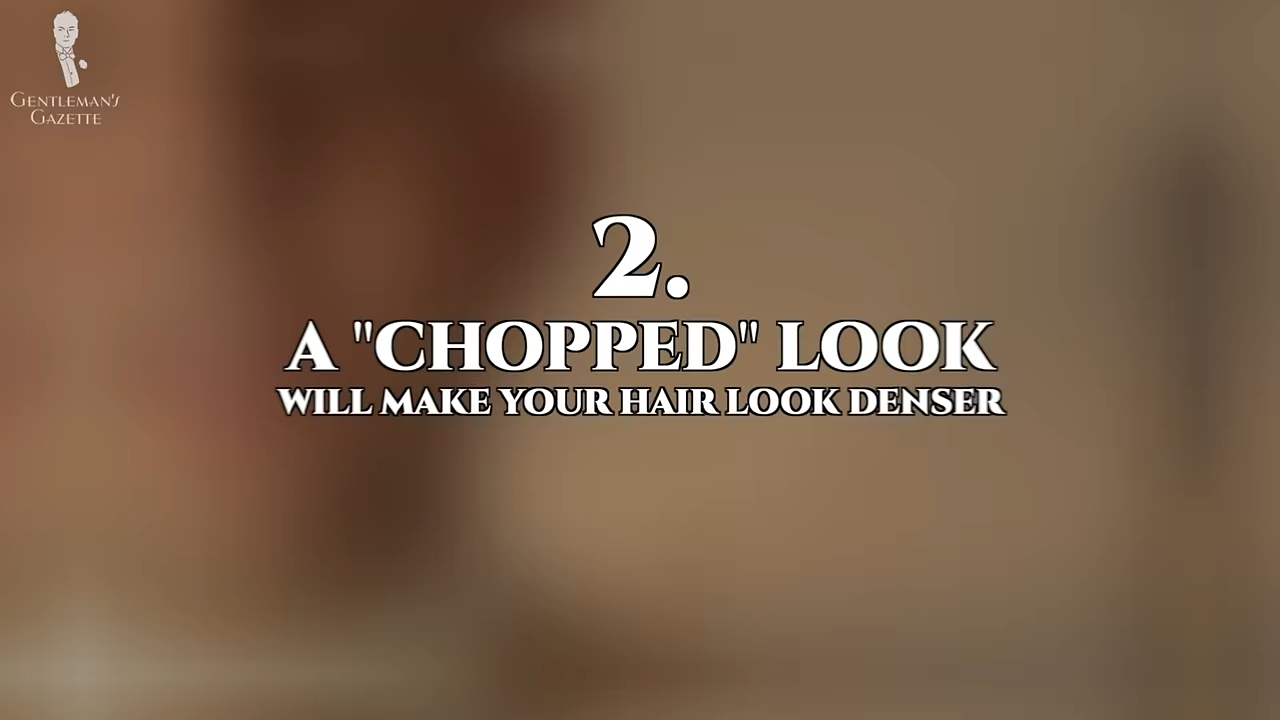 GENTLEMAN'S
GAZETTE
2.
A "CHOPPED" LOOK
WILL MAKE YOUR HAIR LOOK DENSER